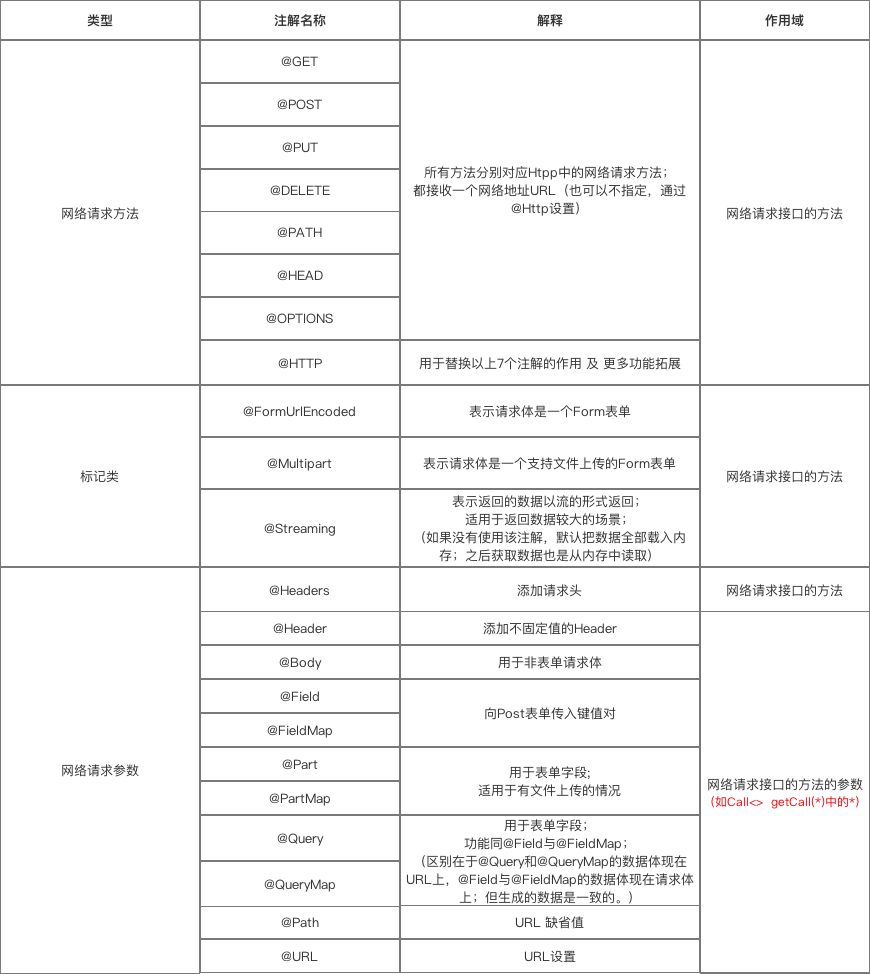 类型
注解名称
解释
作用域
网络请求方法
@GET
@POST
@PUT
@DELETE
@PATH
@HEAD
@OPTIONS
所有方法分别对应Htpp中的网络请求方法；
都接收一个网络地址URL（也可以不指定，通过
@Http设置）
网络请求接口的方法
@HTTP
用于替换以上7个注解的作用 及 更多功能拓展
标记类
@FormUrlEncoded
表示请求体是一个Form表单
网络请求接口的方法
@Multipart
表示请求体是一个支持文件上传的Form表单
@Streaming
表示返回的数据以流的形式返回；
适用于返回数据较大的场景；
（如果没有使用该注解，默认把数据全部载入内
存；之后获取数据也是从内存中读取）
网络请求参数
@Headers
添加请求头
网络请求接口的方法
@Header
添加不固定值的Header
@Body
用于非表单请求体
@Field
@FieldMap
向Post表单传入键值对
@Part
@PartMap
用于表单字段;
适用于有文件上传的情况
网络请求接口的方法的参数
（如Call<> getCall(*)中的*）
@Query
@QueryMap
用于表单字段；
功能同@Field与@FieldMap；
（区别在于@Query和@QueryMap的数据体现在
URL上，@Field与@FieldMap的数据体现在请求体
上；但生成的数据是一致的。）
@Path
URL 缺省值
@URL
URL设置